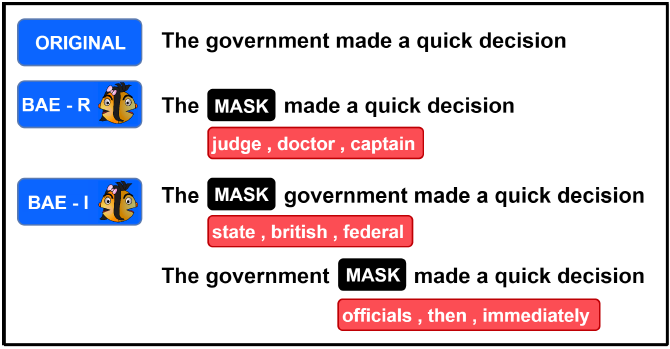 ORIGINAL The government made a quick decision
BAE - R The MASK made a quick decision
judge , doctor , captain
BAE - I The MASK government made a quick decision
state , british , federal
The government MASK made a quick decision
officials , then , immediately